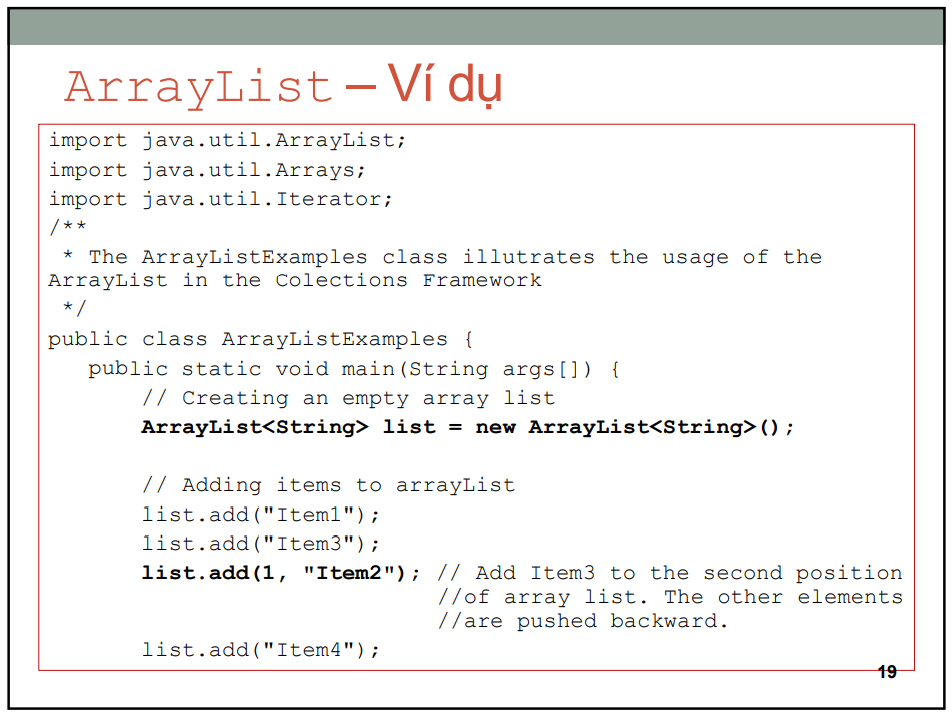 ArrayList – Ví dụ
import java.util.ArrayList;
import java.util.Arrays;
import java.util.Iterator;
/**
 * The ArrayListExamples class illutrates the usage of the
ArrayList in the Colections Framework
 */
public class ArrayListExamples {
   public static void main(String args[]) {
       // Creating an empty array list
       ArrayList<String> list = new ArrayList<String>();

       // Adding items to arrayList
       list.add("Item1");
       list.add("Item3");
       list.add(1, "Item2"); // Add Item3 to the second position
                             //of array list. The other elements
                             //are pushed backward.
       list.add("Item4");
19